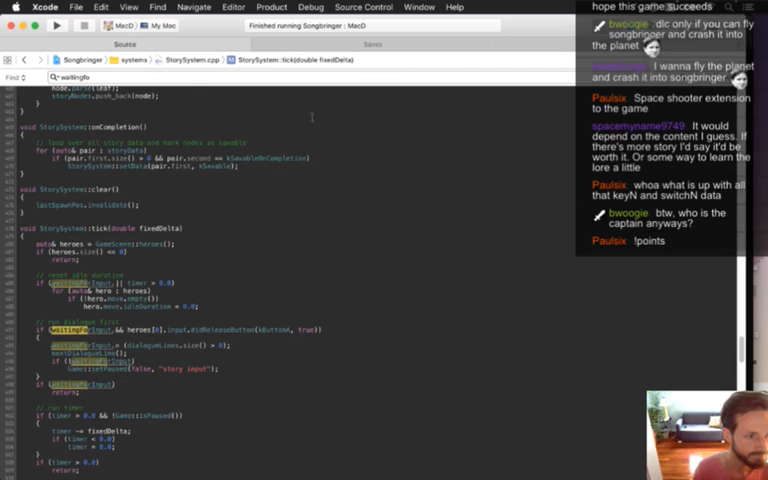 Xcode File Edit View Find Navigate Editor Product Debug Source Control Window Help
MacD My Mac Finished running Songbringer : MacD
Source Saves
Songbringer systems StorySystem.cpp StorySystem::tick(double fixedDelta)
Find waitingfo
node.parse(leaf);
storyNodes.push_back(node);
}
}
void StorySystem::onCompletion()
{
// loop over all story data and mark nodes as savable
for (auto& pair : storyData)
if (pair.first.size() > 0 && pair.second == kSavableOnCompletion)
StorySystem::setData(pair.first, kSavable);
}
void StorySystem::clear()
{
lastSpawnPos.invalidate();
}
void StorySystem::tick(double fixedDelta)
{
auto& heroes = GameScene::heroes();
if (heroes.size() <= 0)
return;
// reset idle duration
if (waitingForInput || timer > 0.0)
for (auto& hero : heroes)
if (!hero.move.empty())
hero.move.idleDuration = 0.0;
// run dialogue first
if (waitingForInput && heroes[0].input.didReleaseButton(kButtonA, true))
{
waitingForInput = (dialogueLines.size() > 0);
nextDialogueLine();
if (!waitingForInput)
Game::setPaused(false, "story input");
}
if (waitingForInput)
return;
// run timer
if (timer > 0.0 && !Game::isPaused())
{
timer -= fixedDelta;
if (timer < 0.0)
timer = 0.0;
}
if (timer > 0.0)
return;
hope this game succeeds
bwoogie: dlc only if you can fly
songbringer and crash it into
the planet
I wanna fly the planet
and crash it into songbringer
Paulsix Space shooter extension
to the game
spacemyname9749 It would
depend on the content I guess. If
there's more story I'd say it'd be
worth it. Or some way to learn the
lore a little
Paulsix whoa what is up with all
that keyN and switchN data
bwoogie btw, who is the
captain anyways?
Paulsix !points